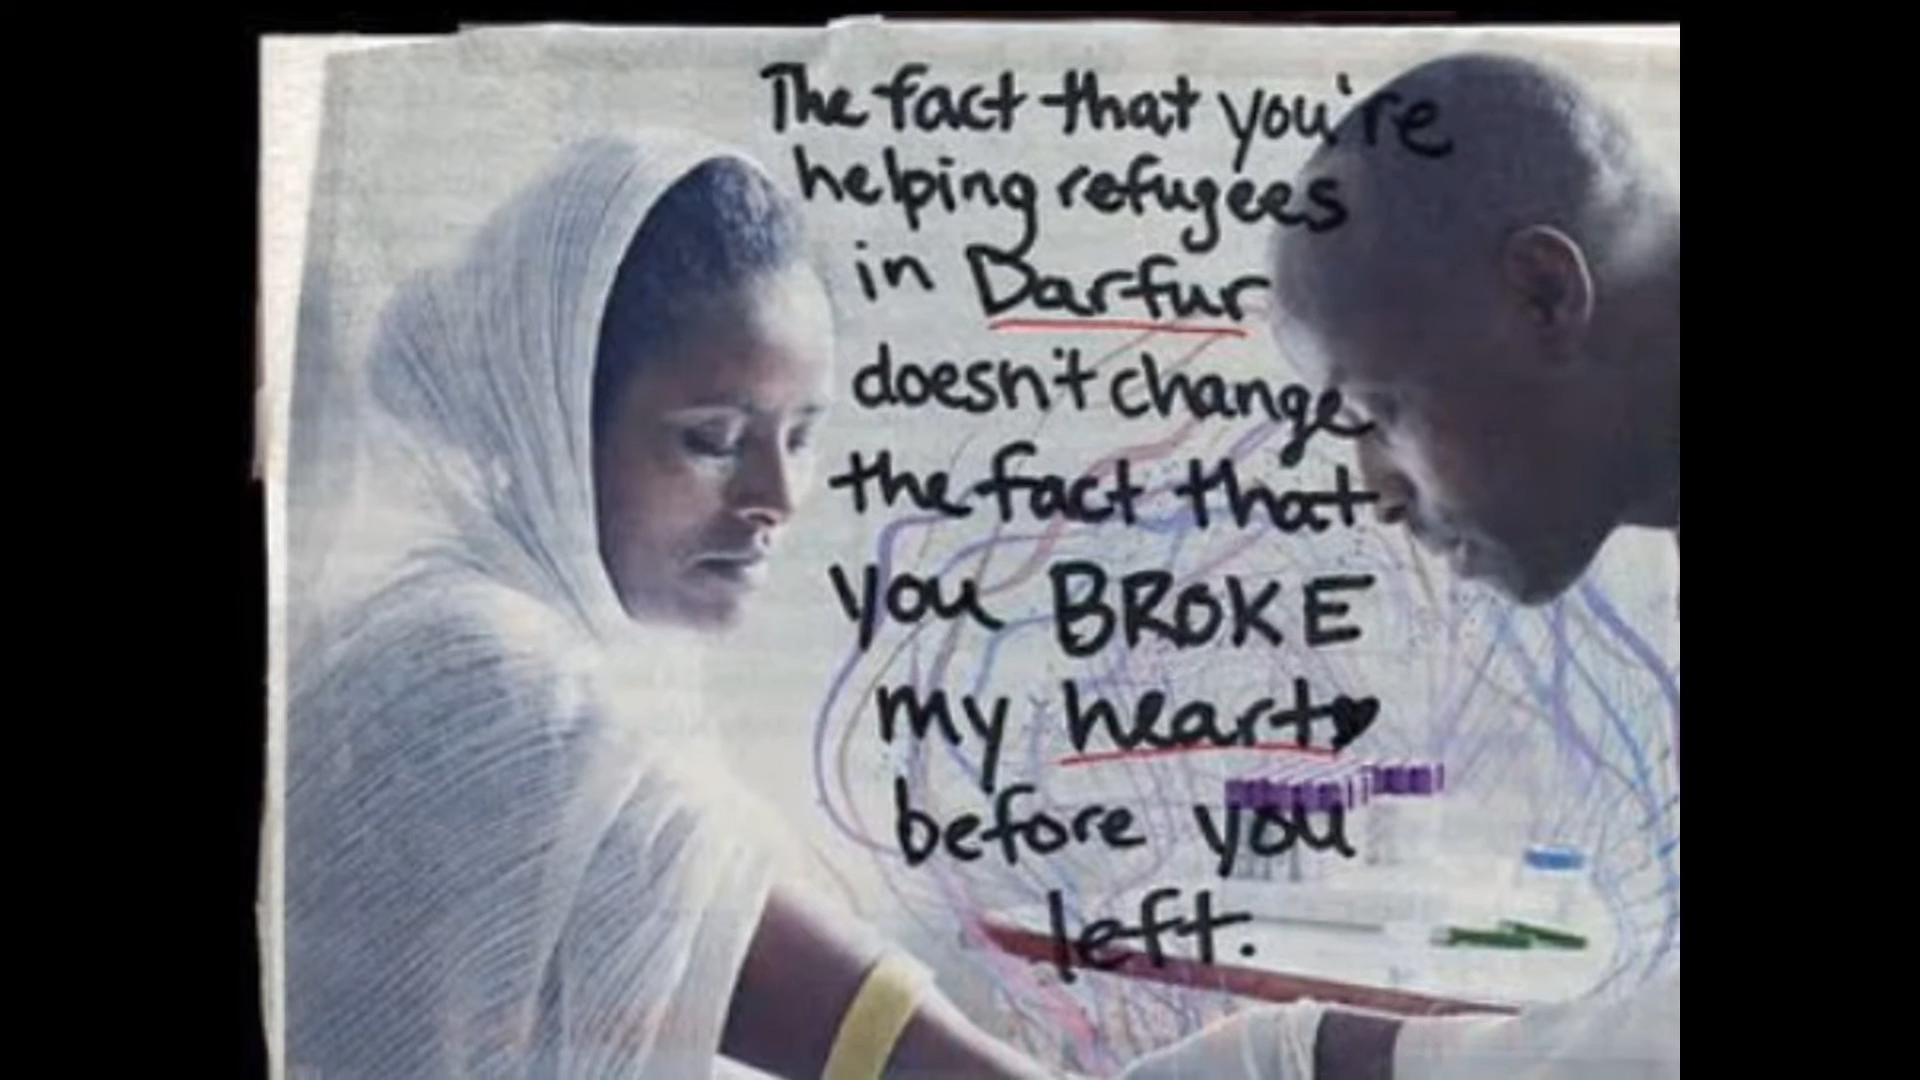 The fact that you're
helping refugees
in Darfur
doesn't change
the fact that
you BROKE
my heart♥
before you
left.